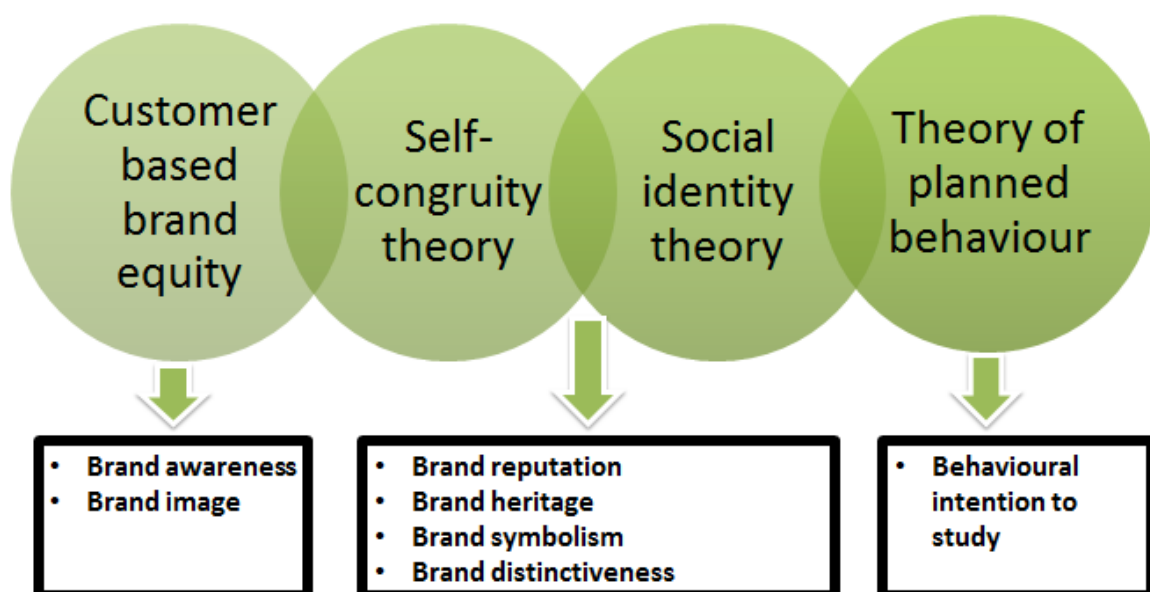 Customer
based
brand
equity
Self-
congruity
theory
Social
identity
theory
Theory of
planned
behaviour
• Brand awareness
• Brand image
• Brand reputation
• Brand heritage
• Brand symbolism
• Brand distinctiveness
• Behavioural
intention to
study